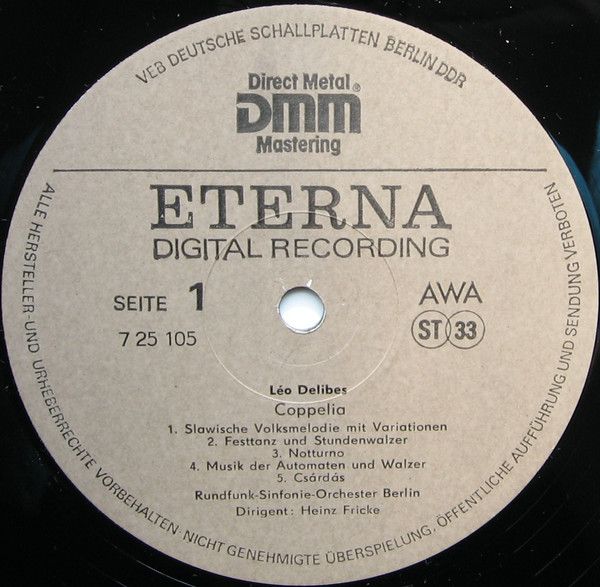 VEB DEUTSCHE SCHALLPLATTEN BERLIN DDR
Direct Metal®
DMM
Mastering
ETERNA
DIGITAL RECORDING
SEITE 1
7 25 105
AWA
ST 33
Léo Delibes
Coppelia
1. Slawische Volksmelodie mit Variationen
2. Festtanz und Stundenwalzer
3. Notturno
4. Musik der Automaten und Walzer
5. Csárdás
Rundfunk-Sinfonie-Orchester Berlin
Dirigent: Heinz Fricke
ALLE HERSTELLER- UND URHEBERRECHTE VORBEHALTEN · NICHT GENEHMIGTE ÜBERSPIELUNG, ÖFFENTLICHE AUFFÜHRUNG UND SENDUNG VERBOTEN